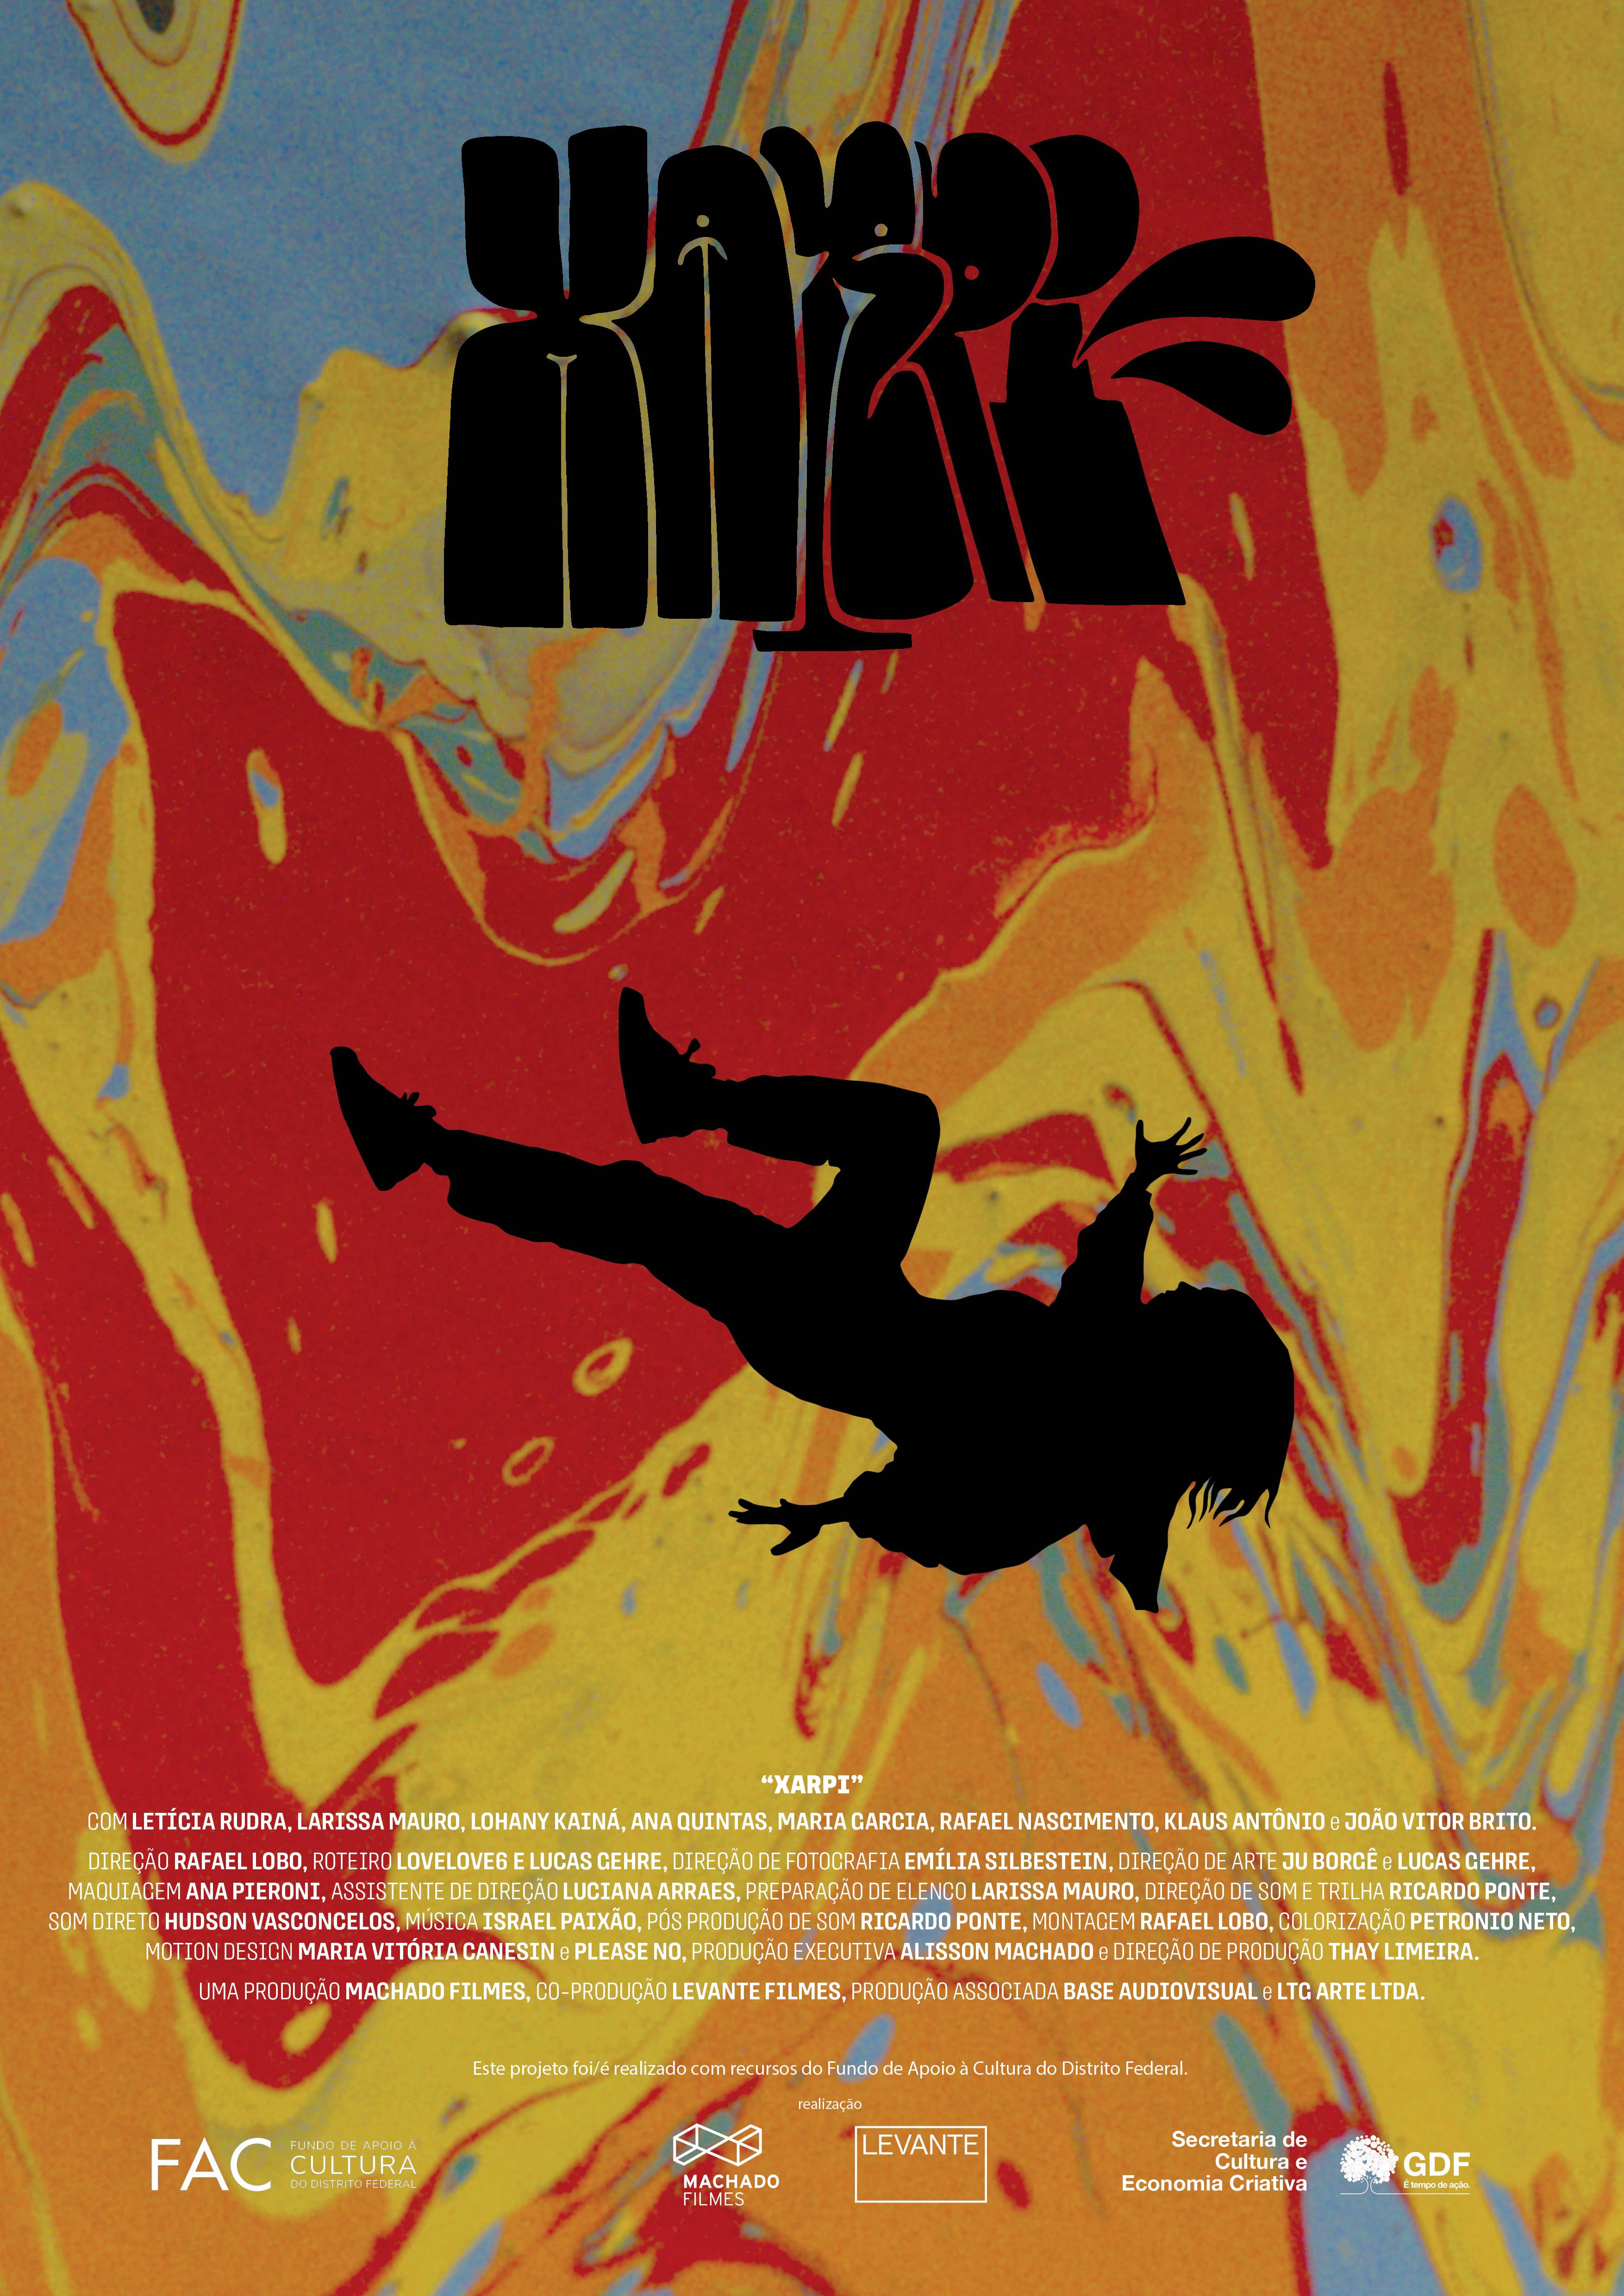 XARPI
“XARPI”
COM LETÍCIA RUDRA, LARISSA MAURO, LOHANY KAINÁ, ANA QUINTAS, MARIA GARCIA, RAFAEL NASCIMENTO, KLAUS ANTÔNIO e JOÃO VITOR BRITO.
DIREÇÃO RAFAEL LOBO, ROTEIRO LOVELOVE6 E LUCAS GEHRE, DIREÇÃO DE FOTOGRAFIA EMÍLIA SILBESTEIN, DIREÇÃO DE ARTE JU BORGÊ e LUCAS GEHRE,
MAQUIAGEM ANA PIERONI, ASSISTENTE DE DIREÇÃO LUCIANA ARRAES, PREPARAÇÃO DE ELENCO LARISSA MAURO, DIREÇÃO DE SOM E TRILHA RICARDO PONTE,
SOM DIRETO HUDSON VASCONCELOS, MÚSICA ISRAEL PAIXÃO, PÓS PRODUÇÃO DE SOM RICARDO PONTE, MONTAGEM RAFAEL LOBO, COLORIZAÇÃO PETRONIO NETO,
MOTION DESIGN MARIA VITÓRIA CANESIN e PLEASE NO, PRODUÇÃO EXECUTIVA ALISSON MACHADO e DIREÇÃO DE PRODUÇÃO THAY LIMEIRA.
UMA PRODUÇÃO MACHADO FILMES, CO-PRODUÇÃO LEVANTE FILMES, PRODUÇÃO ASSOCIADA BASE AUDIOVISUAL e LTG ARTE LTDA.
Este projeto foi/é realizado com recursos do Fundo de Apoio à Cultura do Distrito Federal.
realização
FAC
FUNDO DE APOIO À
CULTURA
DO DISTRITO FEDERAL
MACHADO
FILMES
LEVANTE
Secretaria de
Cultura e
Economia Criativa
GDF
É tempo de ação.